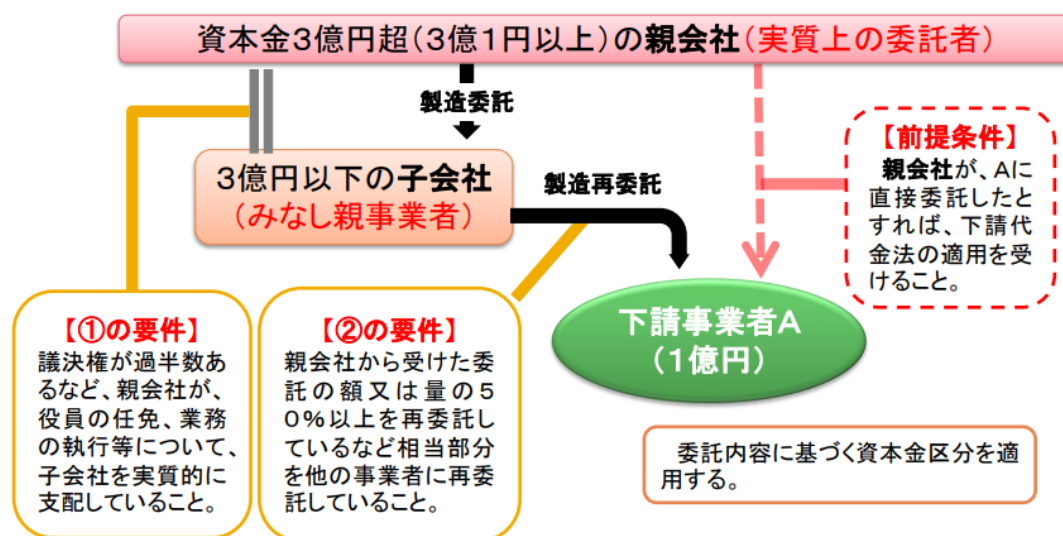 資本金3億円超(3億1円以上)の親会社(実質上の委託者)
製造委託
3億円以下の子会社
(みなし親事業者)
製造再委託
【前提条件】
親会社が、Aに
直接委託したと
すれば、下請代
金法の適用を受
けること。
【①の要件】
議決権が過半数あ
るなど、親会社が、
役員の任免、業務
の執行等について、
子会社を実質的に
支配していること。
【②の要件】
親会社から受けた委
託の額又は量の5
0%以上を再委託し
ているなど相当部分
を他の事業者に再委
託していること。
下請事業者A
(1億円)
委託内容に基づく資本金区分を適
用する。